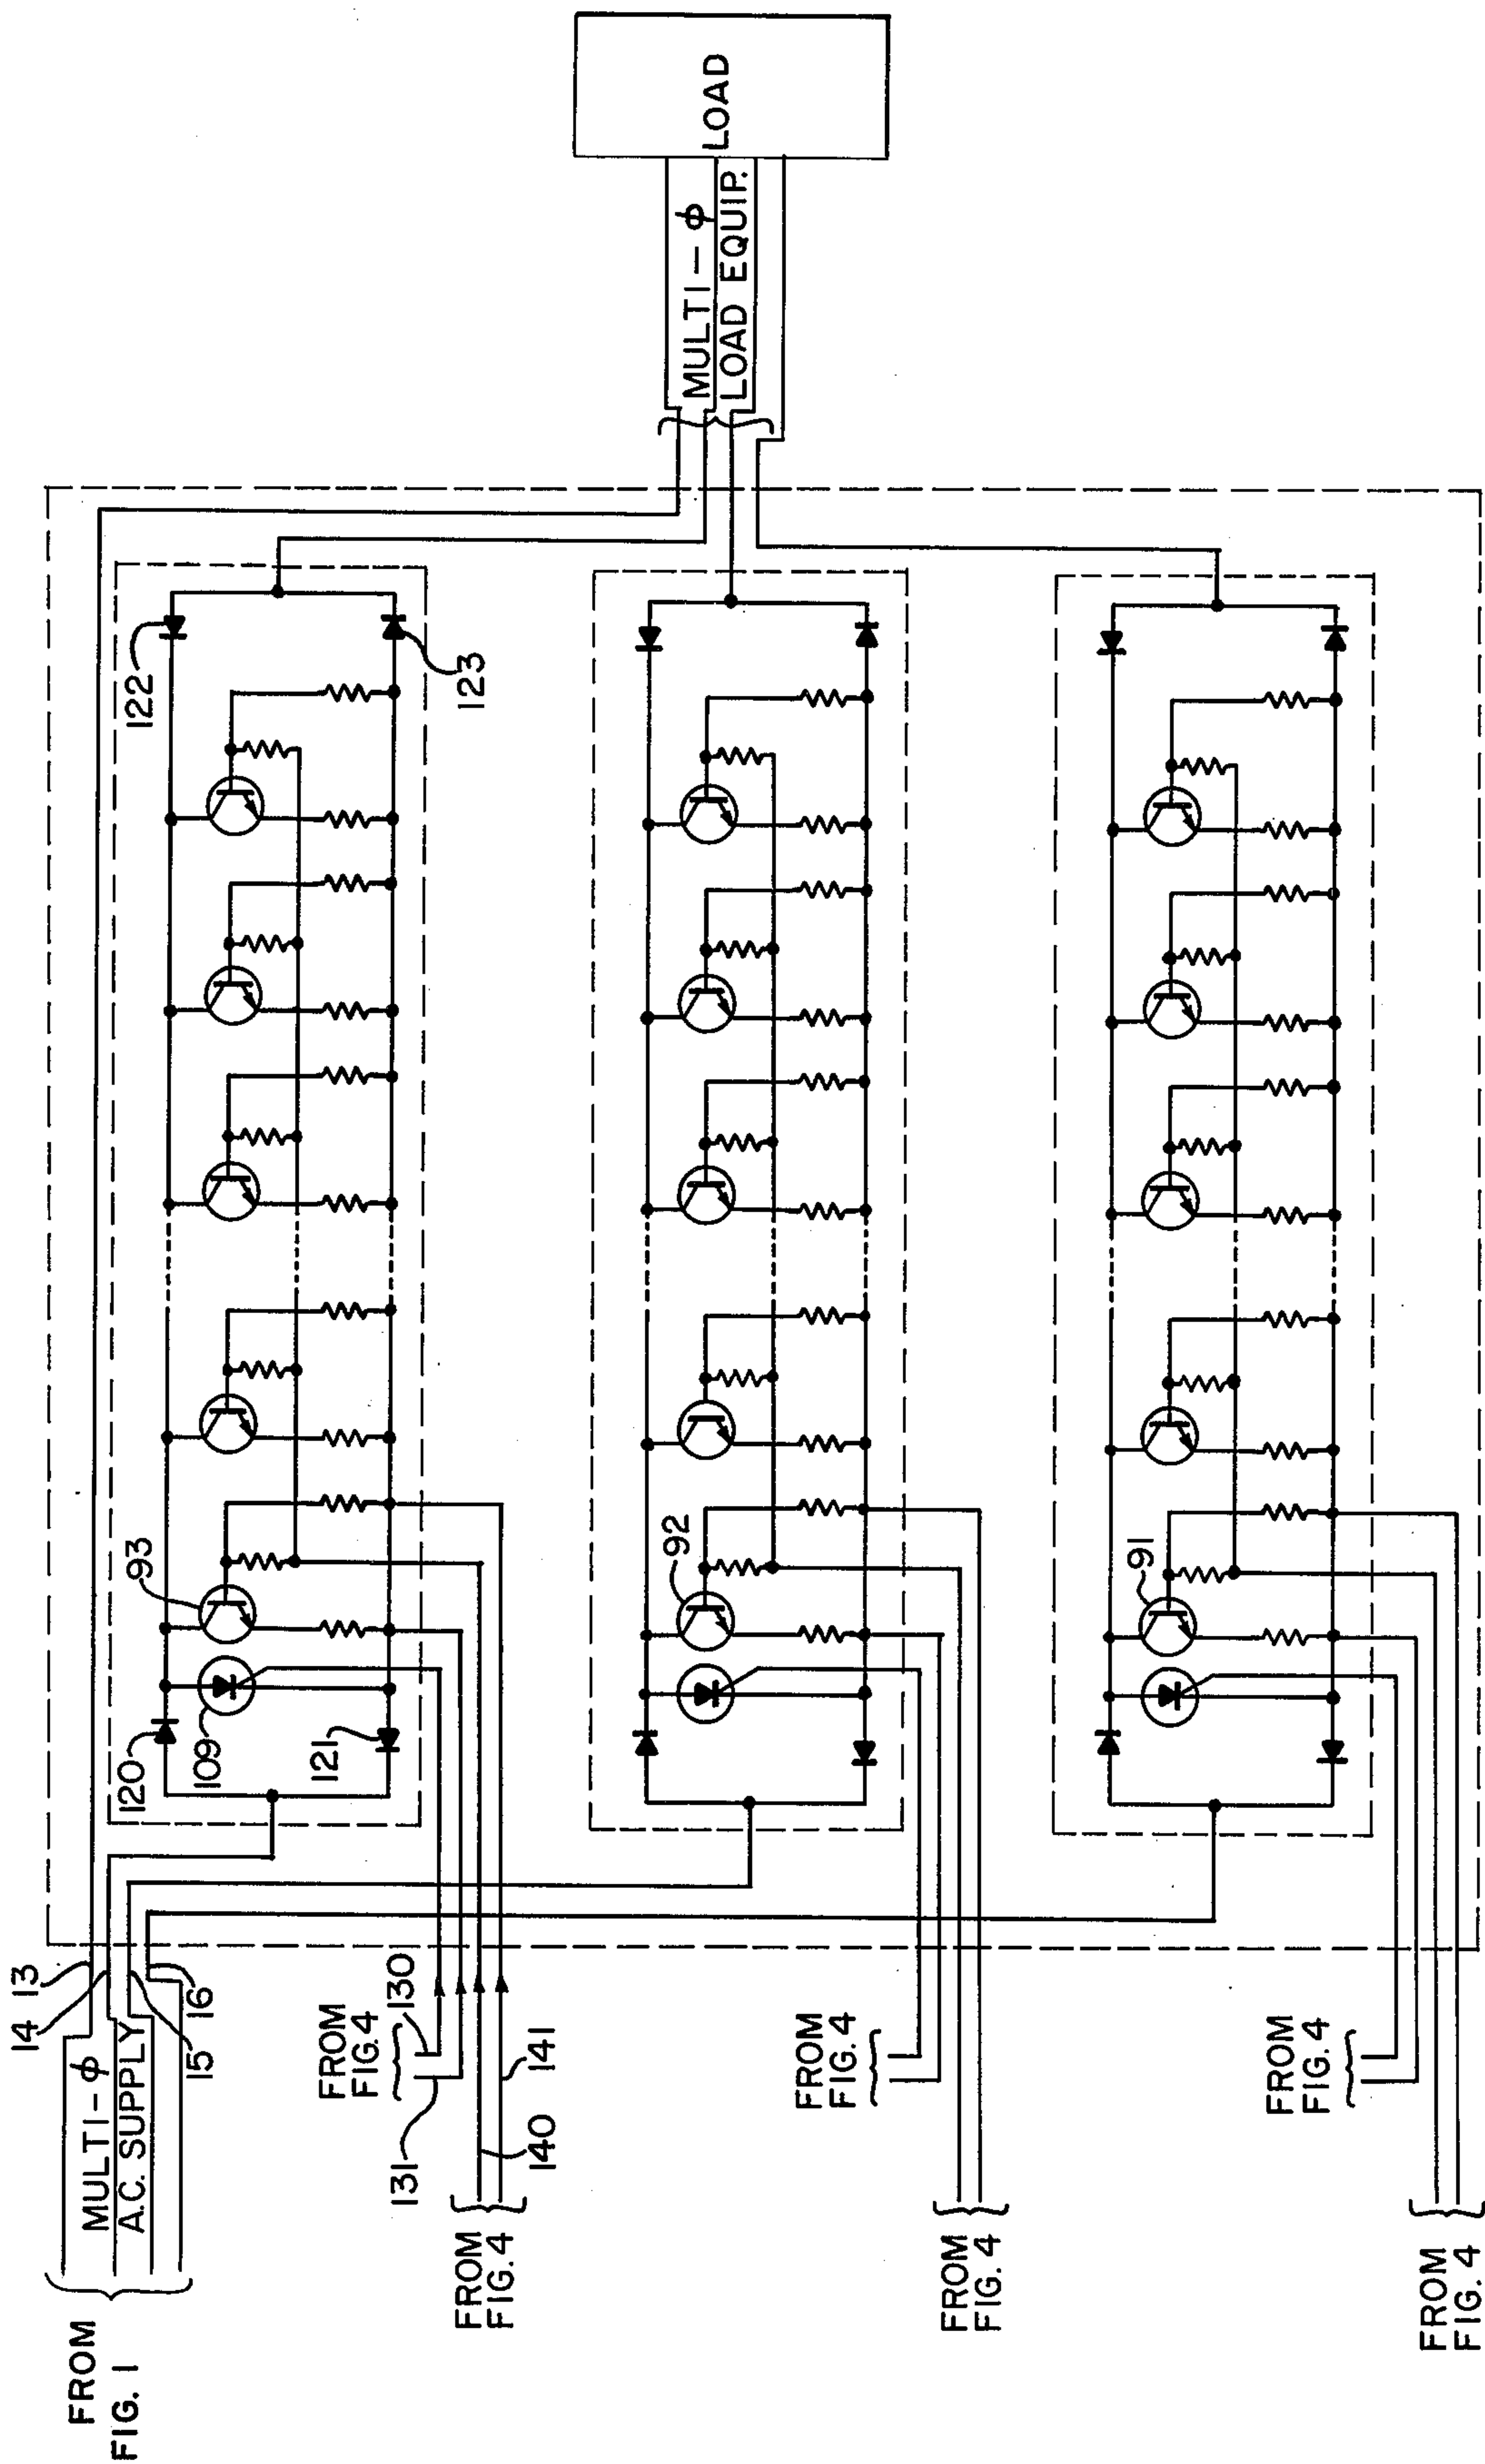 FROM
FIG. 1
MULTI-ϕ
A.C. SUPPLY
14
13
15
16
FROM
FIG. 4
130
131
FROM
FIG. 4
140
141
120
109
121
93
122
123
FROM
FIG. 4
FROM
FIG. 4
92
FROM
FIG. 4
FROM
FIG. 4
91
MULTI-ϕ
LOAD EQUIP.
LOAD